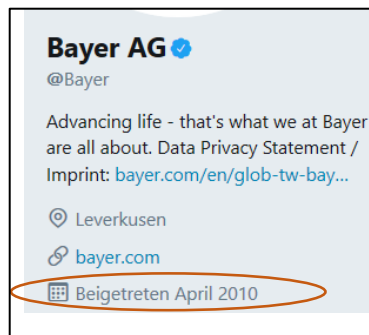 Bayer AG
@Bayer
Advancing life - that's what we at Bayer
are all about. Data Privacy Statement /
Imprint: bayer.com/en/glob-tw-bay...
Leverkusen
bayer.com
Beigetreten April 2010